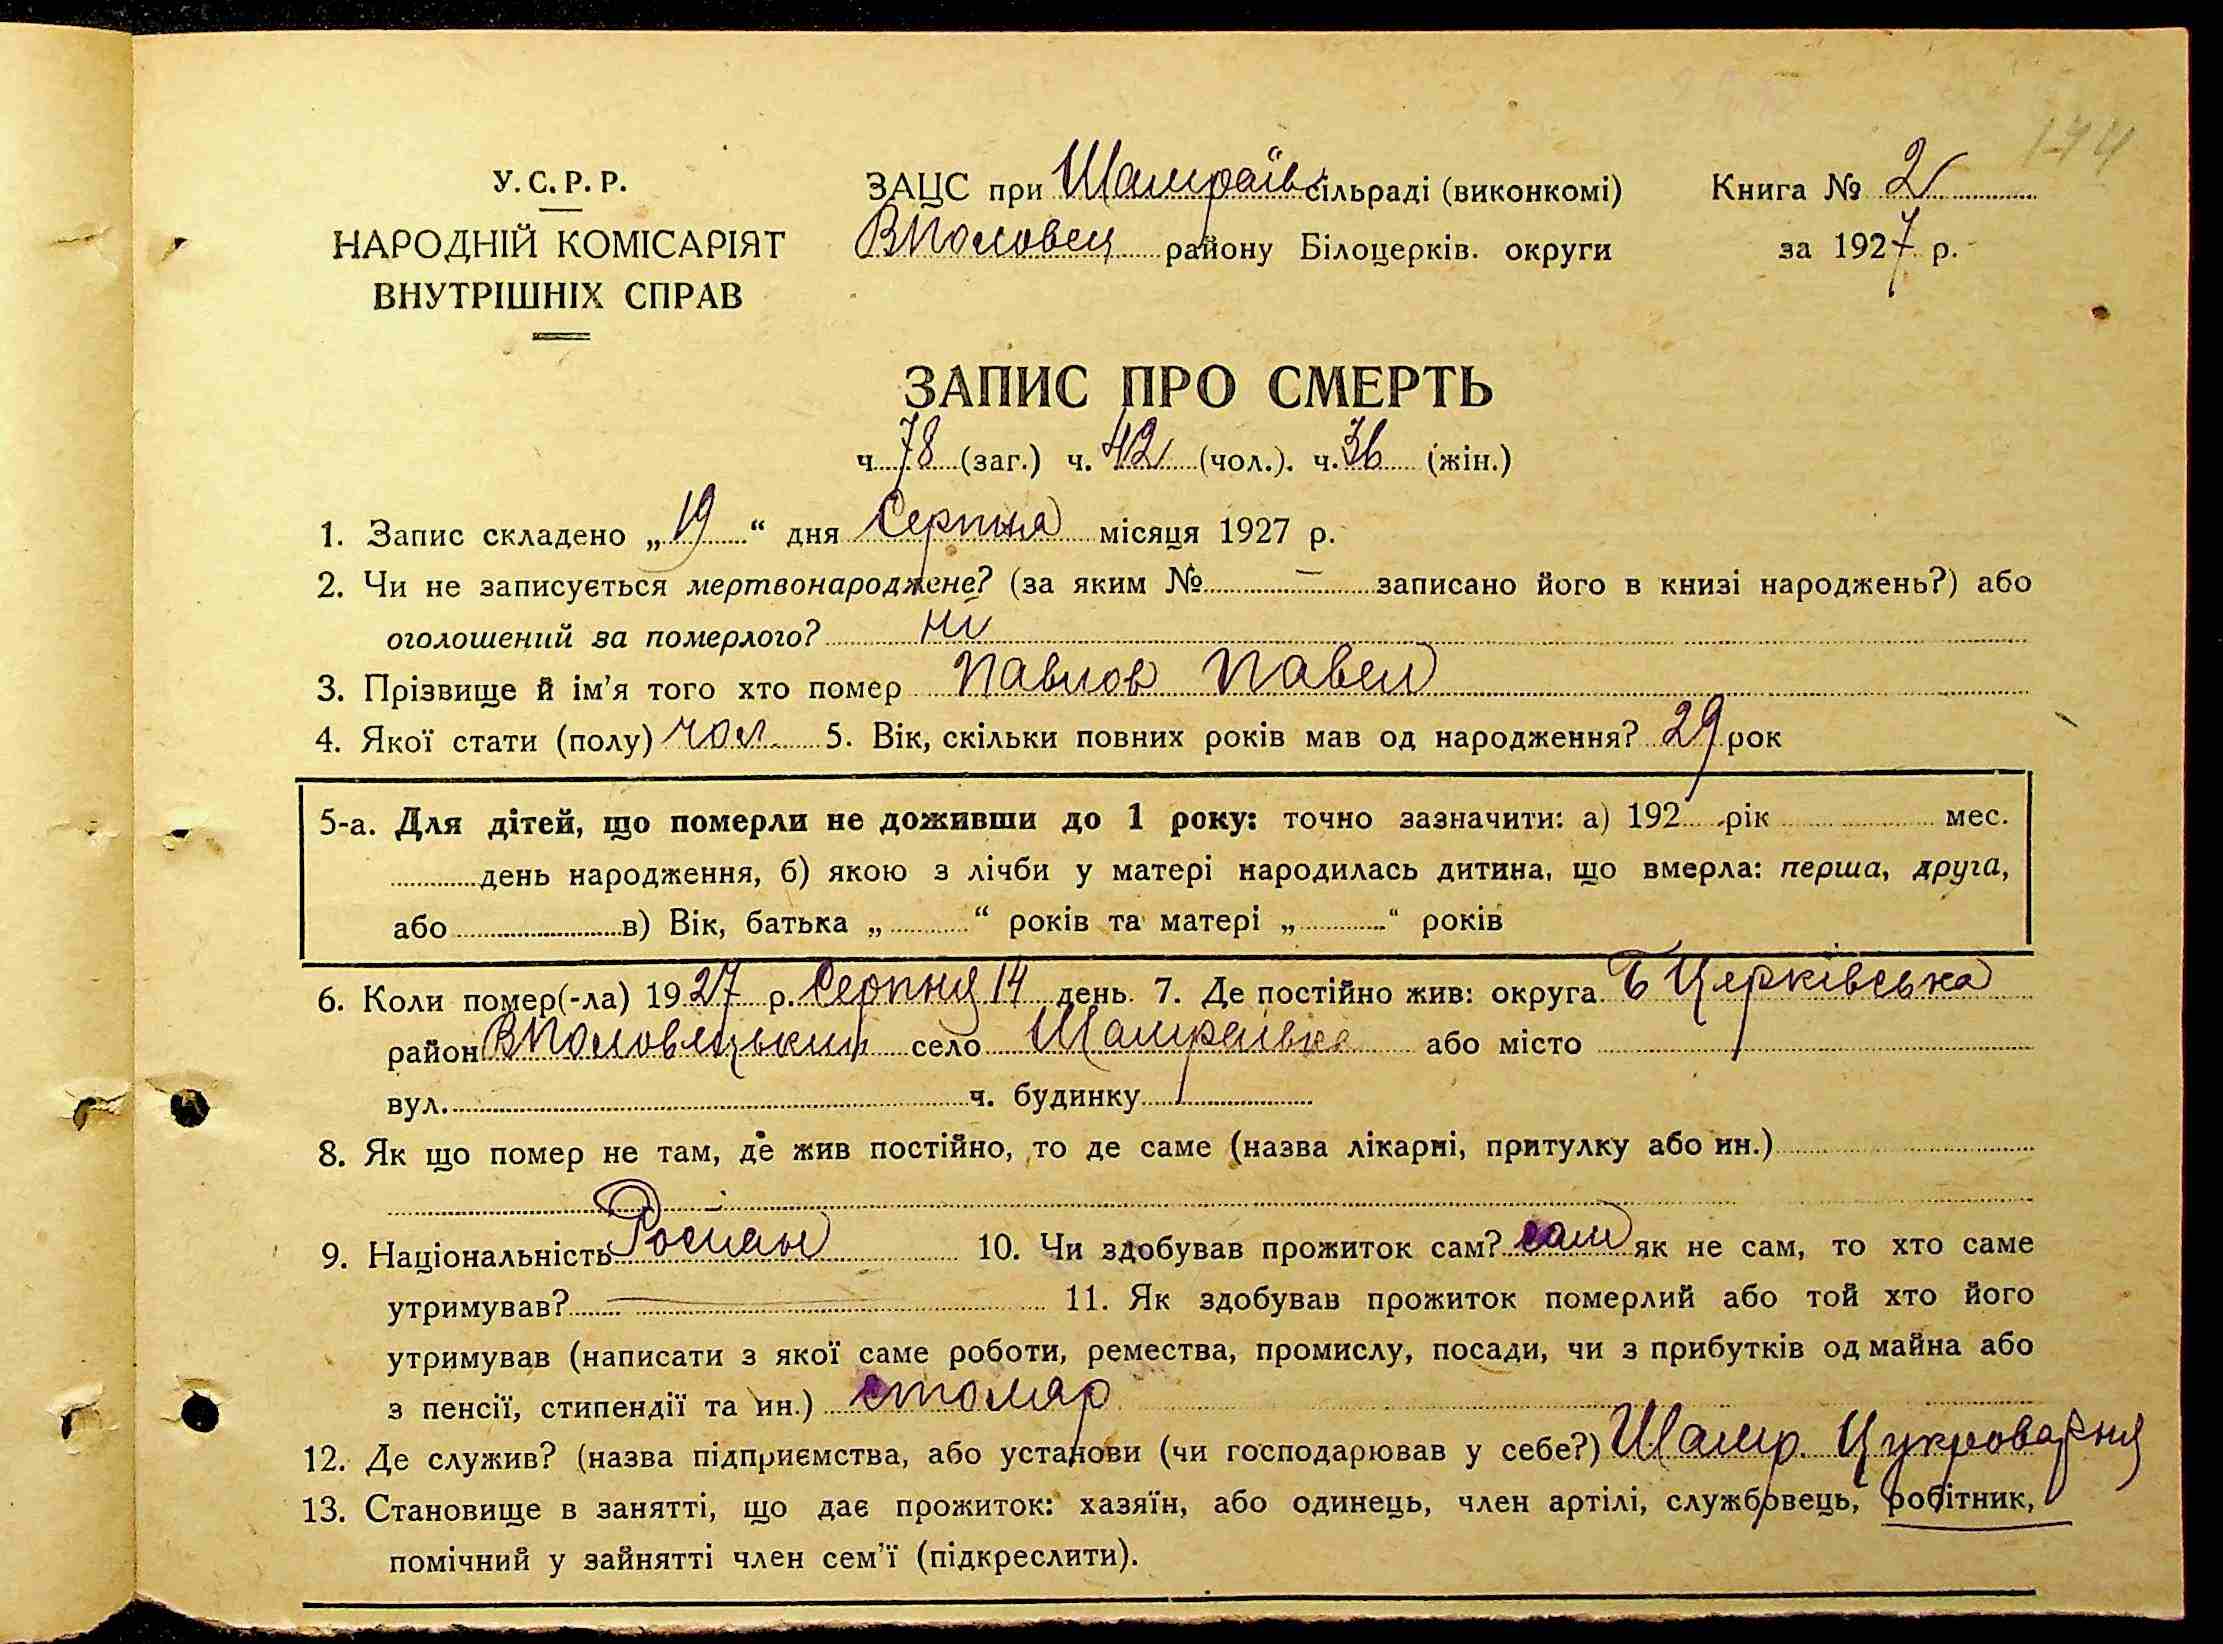 174
У. С. Р. Р.
НАРОДНІЙ КОМІСАРІЯТ
ВНУТРІШНІХ СПРАВ
ЗАЦС при Шамраїв сільраді (виконкомі)
ВПоловец району Білоцерків. округи
Книга № 2
за 1927 р.
ЗАПИС ПРО СМЕРТЬ
ч. 78 (заг.) ч. 42 (чол.). ч. 36 (жін.)
1. Запис складено „ 19 “ дня Серпня місяця 1927 р.
2. Чи не записується мертвонароджене? (за яким № — записано його в книзі народжень?) або
оголошений за померлого? ні
3. Прізвище й ім’я того хто помер Павлов Павел
4. Якої стати (полу) чол. 5. Вік, скільки повних років мав од народження? 29 рок
5-а. Для дітей, що померли не доживши до 1 року: точно зазначити: а) 192 рік мес.
день народження, б) якою з лічби у матері народилась дитина, що вмерла: перша, друга,
або в) Вік, батька „ “ років та матері „ “ років
6. Коли помер(-ла) 1927 р. Серпня 14 день. 7. Де постійно жив: округа Б Церківська
район ВПоловецький село Шамраївка або місто
вул. ч. будинку
8. Як що помер не там, де жив постійно, то де саме (назва лікарні, притулку або ин.)
9. Національність Росіян 10. Чи здобував прожиток сам? сам як не сам, то хто саме
утримував? — 11. Як здобував прожиток померлий або той хто його
утримував (написати з якої саме роботи, ремества, промислу, посади, чи з прибутків од майна або
з пенсії, стипендії та ин.) столяр
12. Де служив? (назва підприємства, або установи (чи господарював у себе?) Шамр. Цукроварня
13. Становище в занятті, що дає прожиток: хазяїн, або одинець, член артілі, службовець, робітник,
помічний у зайнятті член сем’ї (підкреслити).